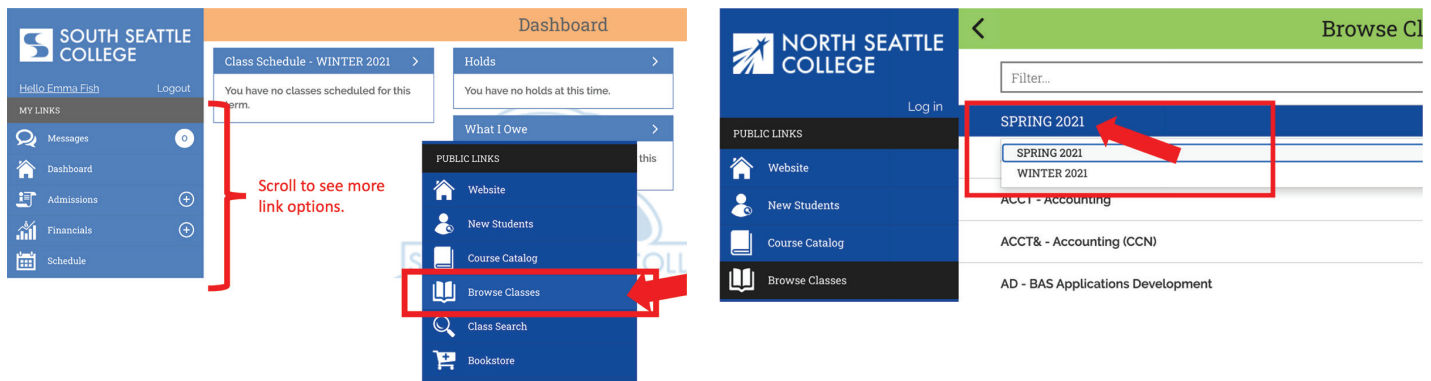 SOUTH SEATTLE
COLLEGE
Hello Emma Fish Logout
MY LINKS
Messages 0
Dashboard
Admissions
Financials
Schedule
Dashboard
Class Schedule - WINTER 2021
You have no classes scheduled for this
term.
Holds
You have no holds at this time.
What I Owe
this
Scroll to see more
link options.
PUBLIC LINKS
Website
New Students
Course Catalog
Browse Classes
Class Search
Bookstore
NORTH SEATTLE
COLLEGE
Log in
PUBLIC LINKS
Website
New Students
Course Catalog
Browse Classes
Browse Cl
Filter...
SPRING 2021
SPRING 2021
WINTER 2021
ACCT - Accounting
ACCT& - Accounting (CCN)
AD - BAS Applications Development